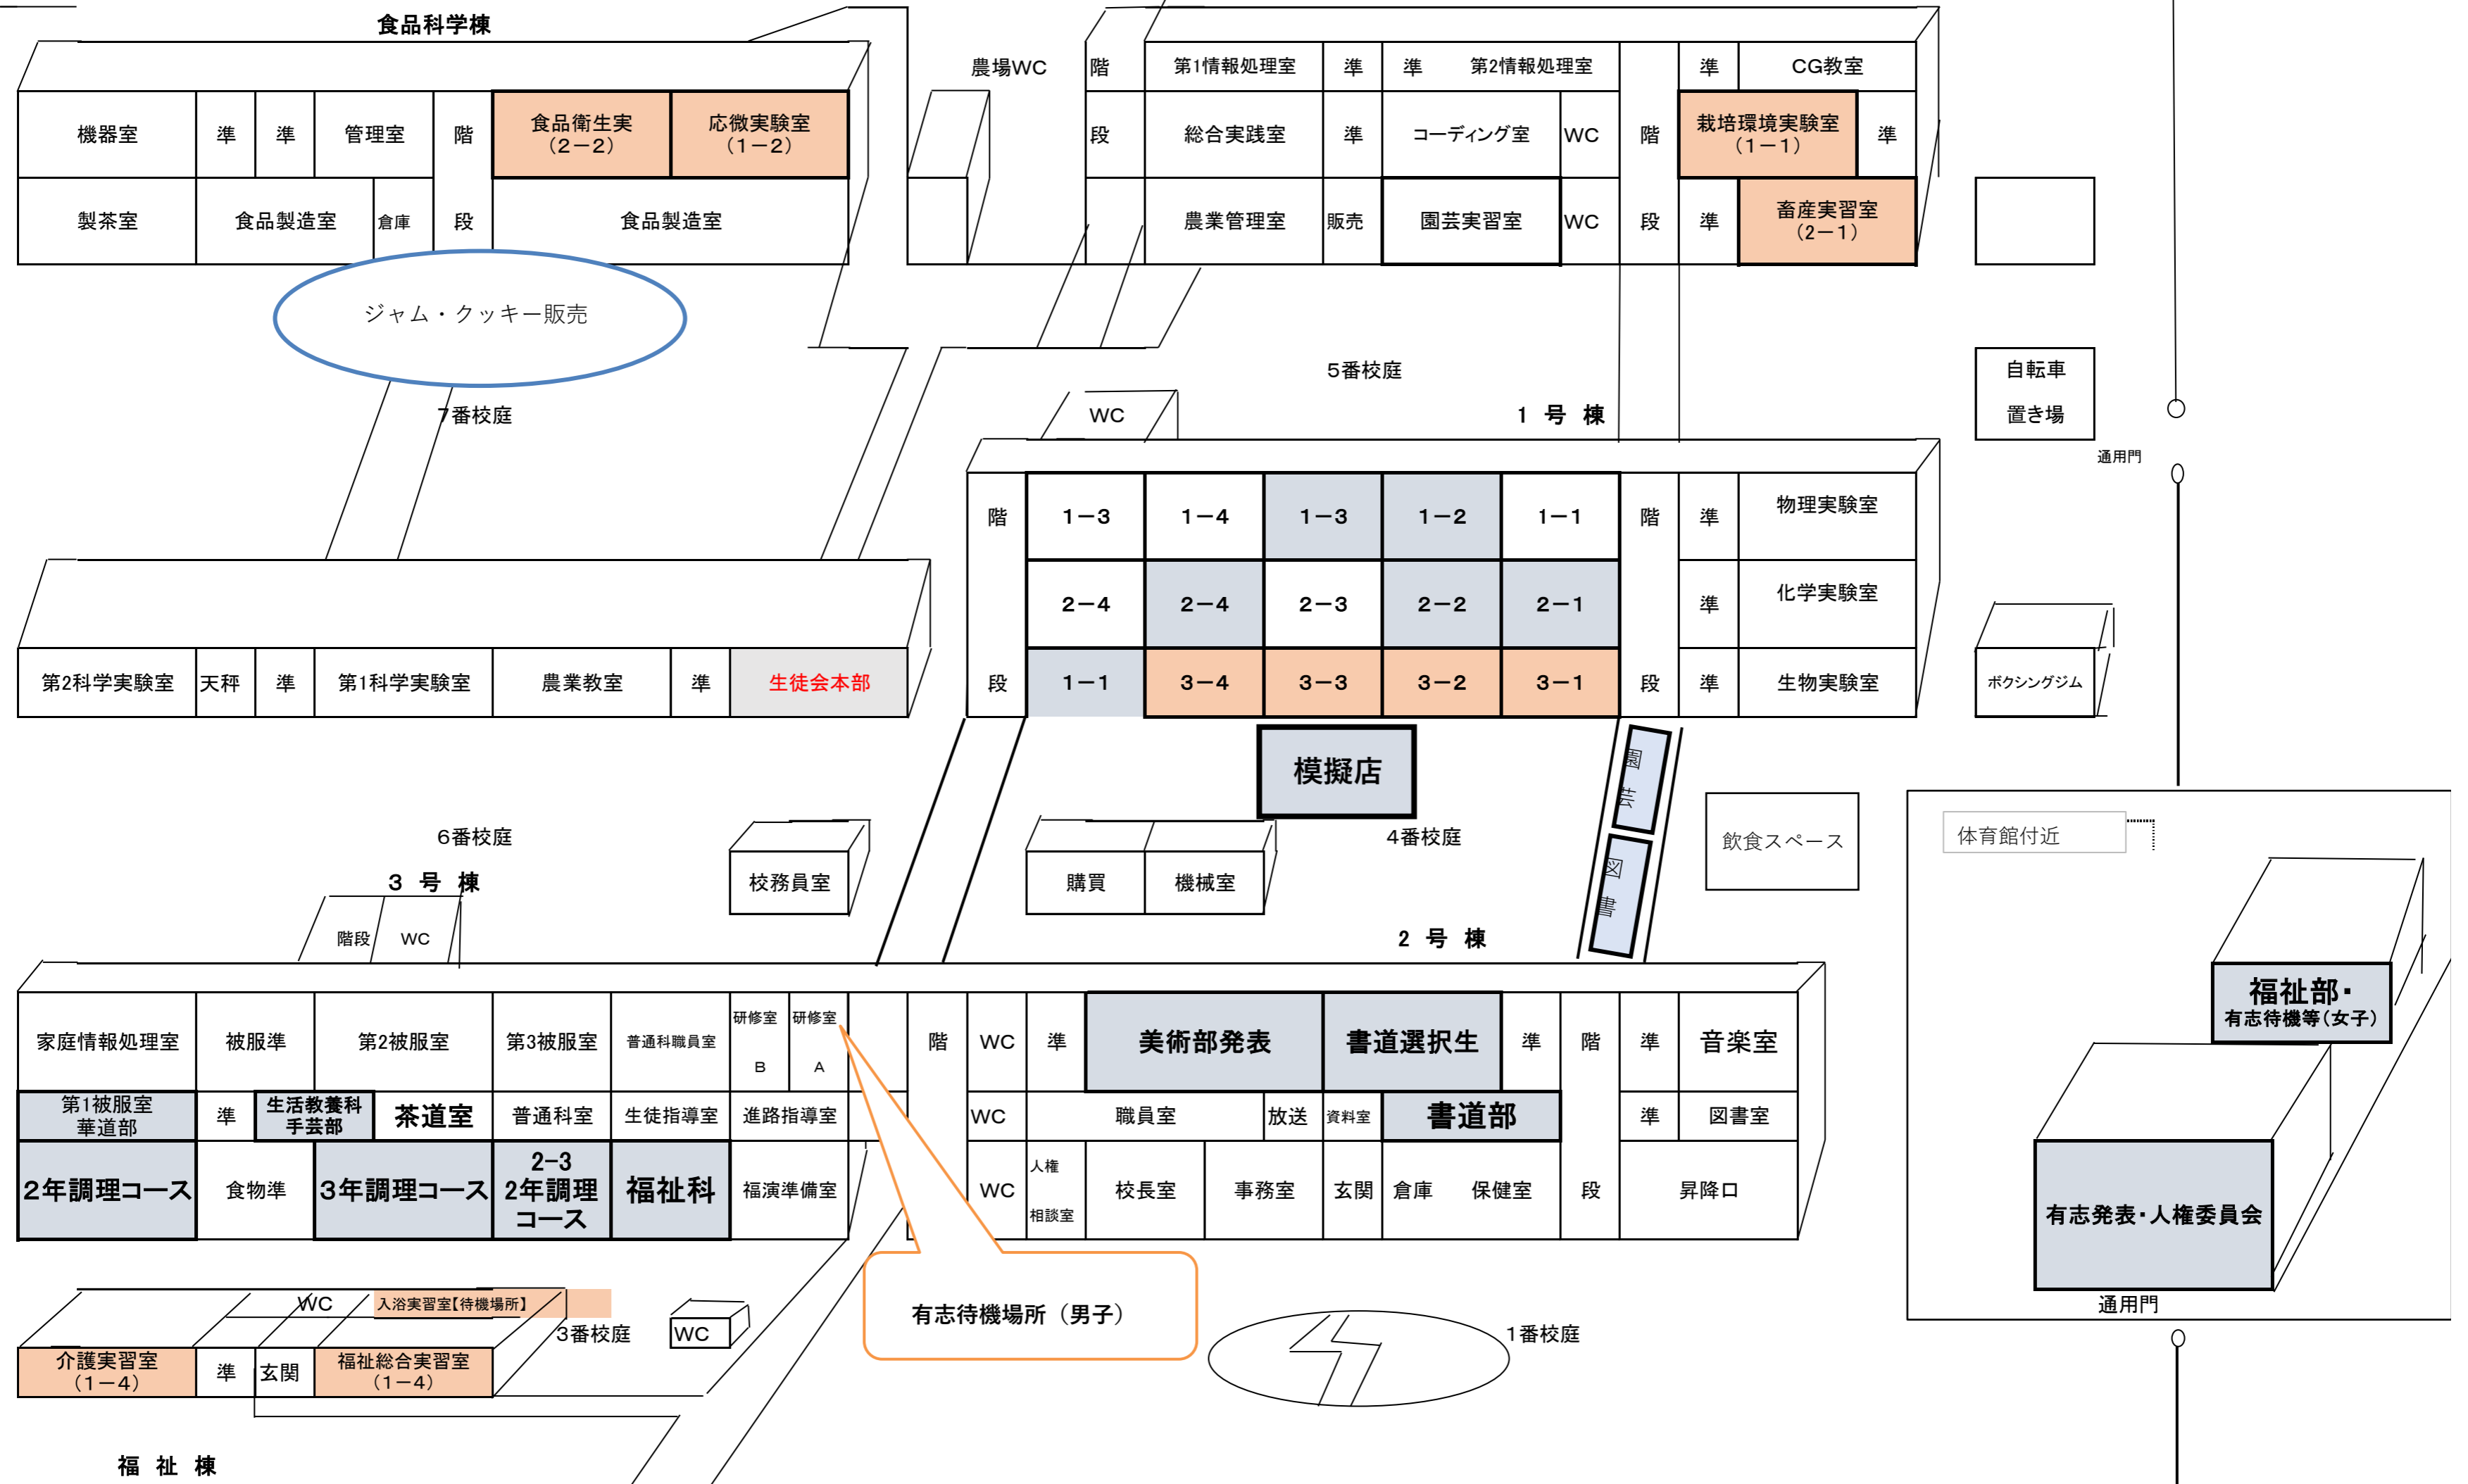 食品科学棟
機器室 準 準 管理室 階 食品衛生実 応微実験室
（2－2） （1－2）
製茶室 食品製造室 倉庫 段 食品製造室
ジャム・クッキー販売
7番校庭
農場WC
階 第1情報処理室 準 準 第2情報処理室 準 CG教室
段 総合実践室 準 コーディング室 WC 階 栽培環境実験室 準
（1－1）
農業管理室 販売 園芸実習室 WC 段 準 畜産実習室
（2－1）
5番校庭
自転車
置き場
通用門
WC
1 号 棟
階 1－3 1－4 1－3 1－2 1－1 階 準 物理実験室
2－4 2－4 2－3 2－2 2－1 準 化学実験室
段 1－1 3－4 3－3 3－2 3－1 段 準 生物実験室
ボクシングジム
第2科学実験室 天秤 準 第1科学実験室 農業教室 準 生徒会本部
模擬店
園芸
図書
飲食スペース
4番校庭
6番校庭
校務員室
購買 機械室
体育館付近
福祉部・
有志待機等（女子）
有志発表・人権委員会
通用門
3 号 棟
階段 WC
2 号 棟
家庭情報処理室 被服準 第2被服室 第3被服室 普通科職員室 研修室 B 研修室 A 階 WC 準 美術部発表 書道選択生 準 階 準 音楽室
第1被服室
華道部
準
生活教養科
手芸部
茶道室 普通科室 生徒指導室 進路指導室 WC 職員室 放送 資料室 書道部 準 図書室
2年調理コース 食物準 3年調理コース
2-3
2年調理
コース
福祉科 福演準備室 WC
人権
相談室
校長室 事務室 玄関 倉庫 保健室 段 昇降口
有志待機場所（男子）
WC 入浴実習室【待機場所】
3番校庭
WC
1番校庭
介護実習室 準 玄関 福祉総合実習室
（1－4） （1－4）
福 祉 棟